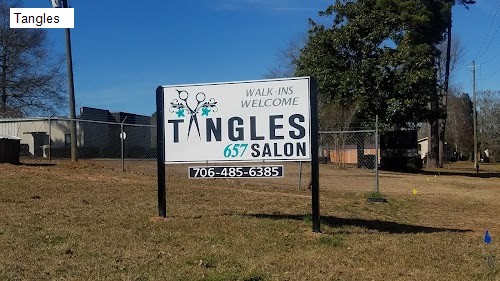 Tangles
WALK-INS
WELCOME
TANGLES
657 SALON
706-485-6385